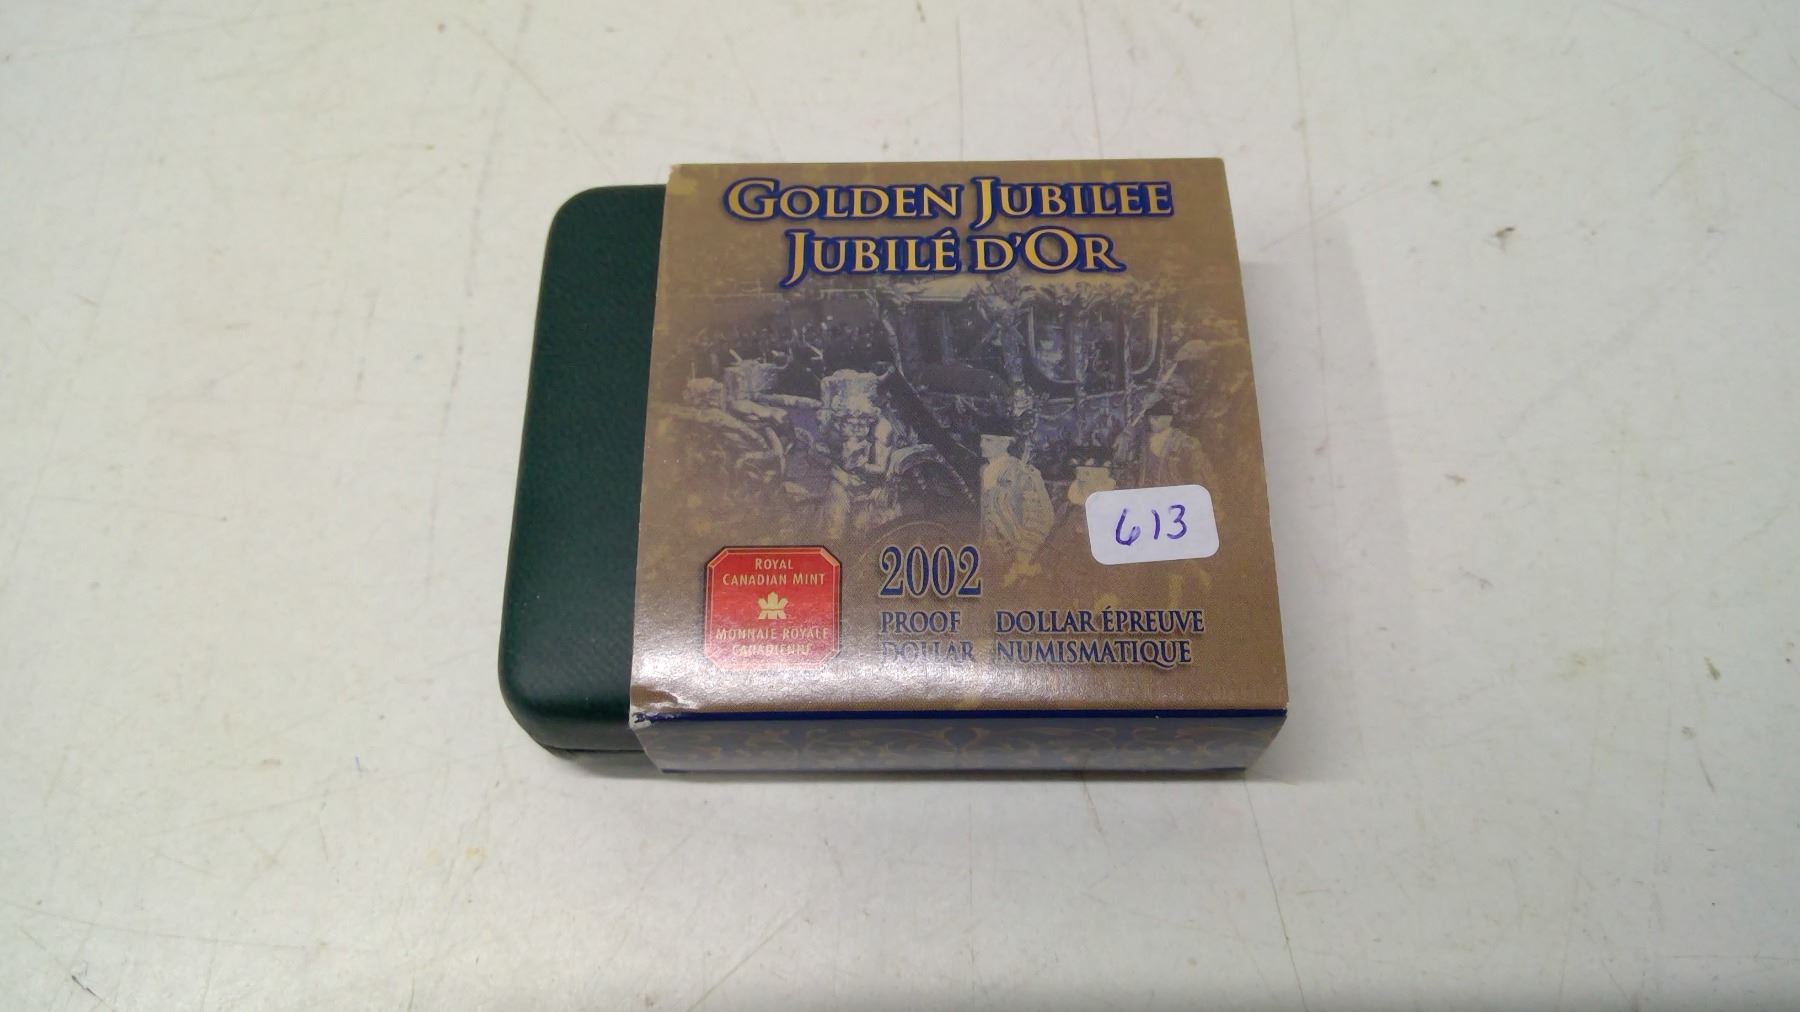 GOLDEN JUBILEE
JUBILÉ D'OR
613
ROYAL
CANADIAN MINT
MONNAIE ROYALE
CANADIENNE
2002
PROOF DOLLAR ÉPREUVE
DOLLAR NUMISMATIQUE